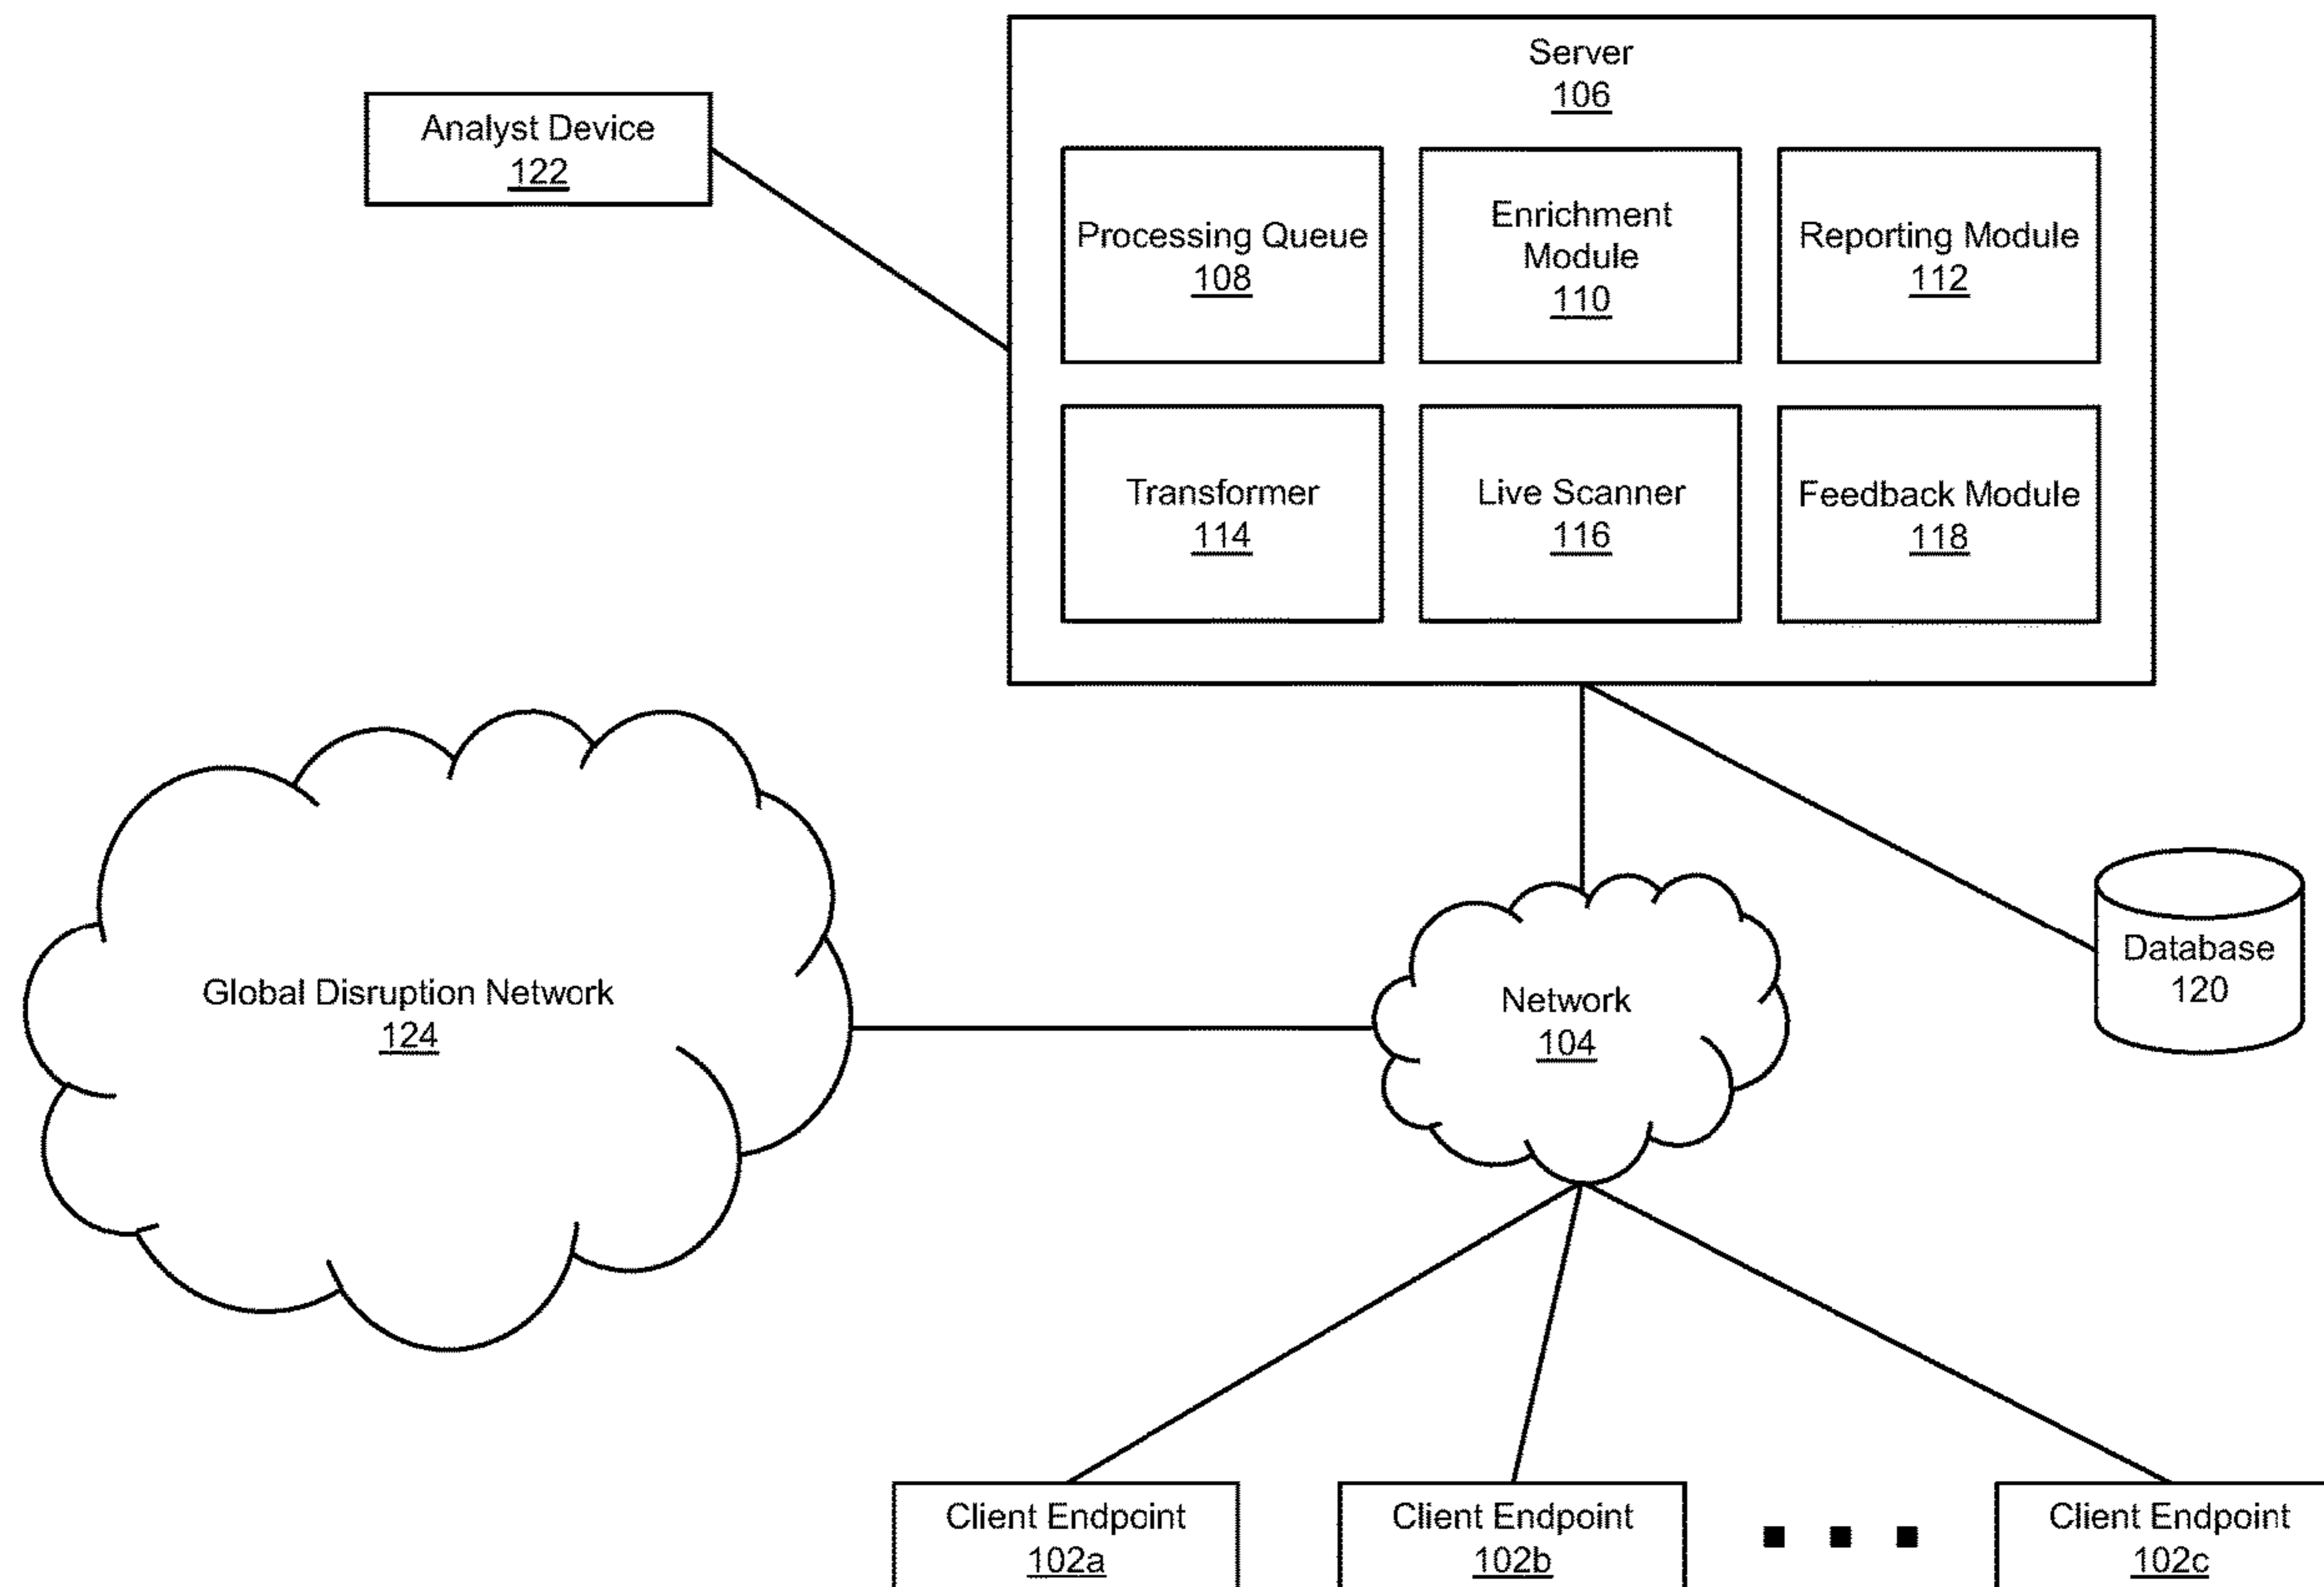 Server
106
Analyst Device
122
Processing Queue
108
Enrichment
Module
110
Reporting Module
112
Transformer
114
Live Scanner
116
Feedback Module
118
Global Disruption Network
124
Network
104
Database
120
Client Endpoint
102a
Client Endpoint
102b
Client Endpoint
102c